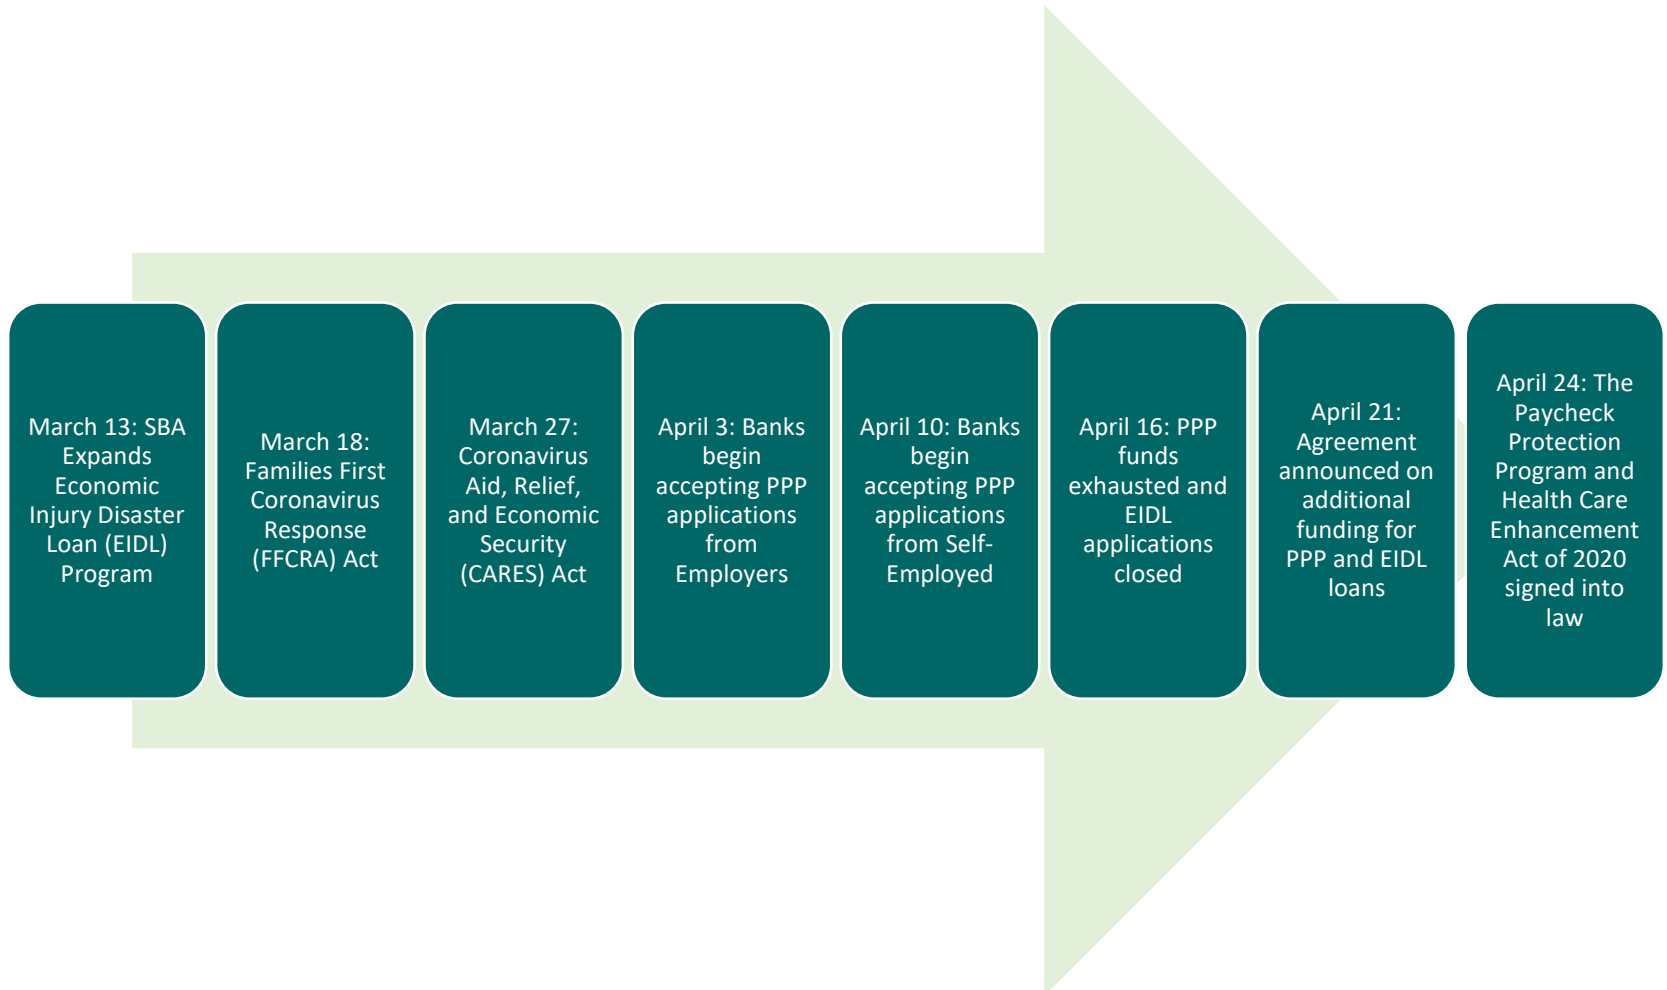 March 13: SBA
Expands
Economic
Injury Disaster
Loan (EIDL)
Program
March 18:
Families First
Coronavirus
Response
(FFCRA) Act
March 27:
Coronavirus
Aid, Relief,
and Economic
Security
(CARES) Act
April 3: Banks
begin
accepting PPP
applications
from
Employers
April 10: Banks
begin
accepting PPP
applications
from Self-
Employed
April 16: PPP
funds
exhausted and
EIDL
applications
closed
April 21:
Agreement
announced on
additional
funding for
PPP and EIDL
loans
April 24: The
Paycheck
Protection
Program and
Health Care
Enhancement
Act of 2020
signed into
law